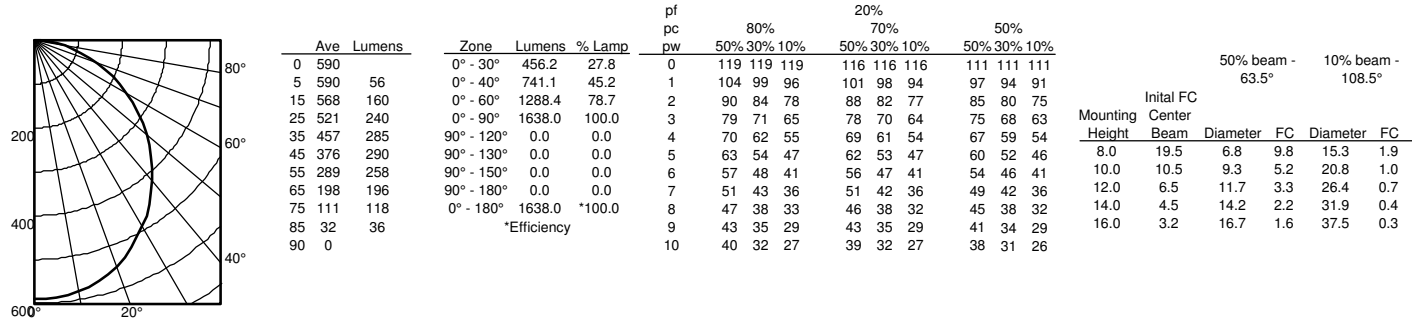 80°
60°
40°
20°
200
400
600
0°
Ave Lumens
0 590
5 590 56
15 568 160
25 521 240
35 457 285
45 376 290
55 289 258
65 198 196
75 111 118
85 32 36
90 0
Zone Lumens % Lamp
0° - 30° 456.2 27.8
0° - 40° 741.1 45.2
0° - 60° 1288.4 78.7
0° - 90° 1638.0 100.0
90° - 120° 0.0 0.0
90° - 130° 0.0 0.0
90° - 150° 0.0 0.0
90° - 180° 0.0 0.0
0° - 180° 1638.0 *100.0
*Efficiency
pf 20%
pc 80% 70% 50%
pw 50% 30% 10% 50% 30% 10% 50% 30% 10%
0 119 119 119 116 116 116 111 111 111
1 104 99 96 101 98 94 97 94 91
2 90 84 78 88 82 77 85 80 75
3 79 71 65 78 70 64 75 68 63
4 70 62 55 69 61 54 67 59 54
5 63 54 47 62 53 47 60 52 46
6 57 48 41 56 47 41 54 46 41
7 51 43 36 51 42 36 49 42 36
8 47 38 33 46 38 32 45 38 32
9 43 35 29 43 35 29 41 34 29
10 40 32 27 39 32 27 38 31 26
50% beam - 10% beam -
63.5° 108.5°
Inital FC
Mounting Center
Height Beam Diameter FC Diameter FC
8.0 19.5 6.8 9.8 15.3 1.9
10.0 10.5 9.3 5.2 20.8 1.0
12.0 6.5 11.7 3.3 26.4 0.7
14.0 4.5 14.2 2.2 31.9 0.4
16.0 3.2 16.7 1.6 37.5 0.3